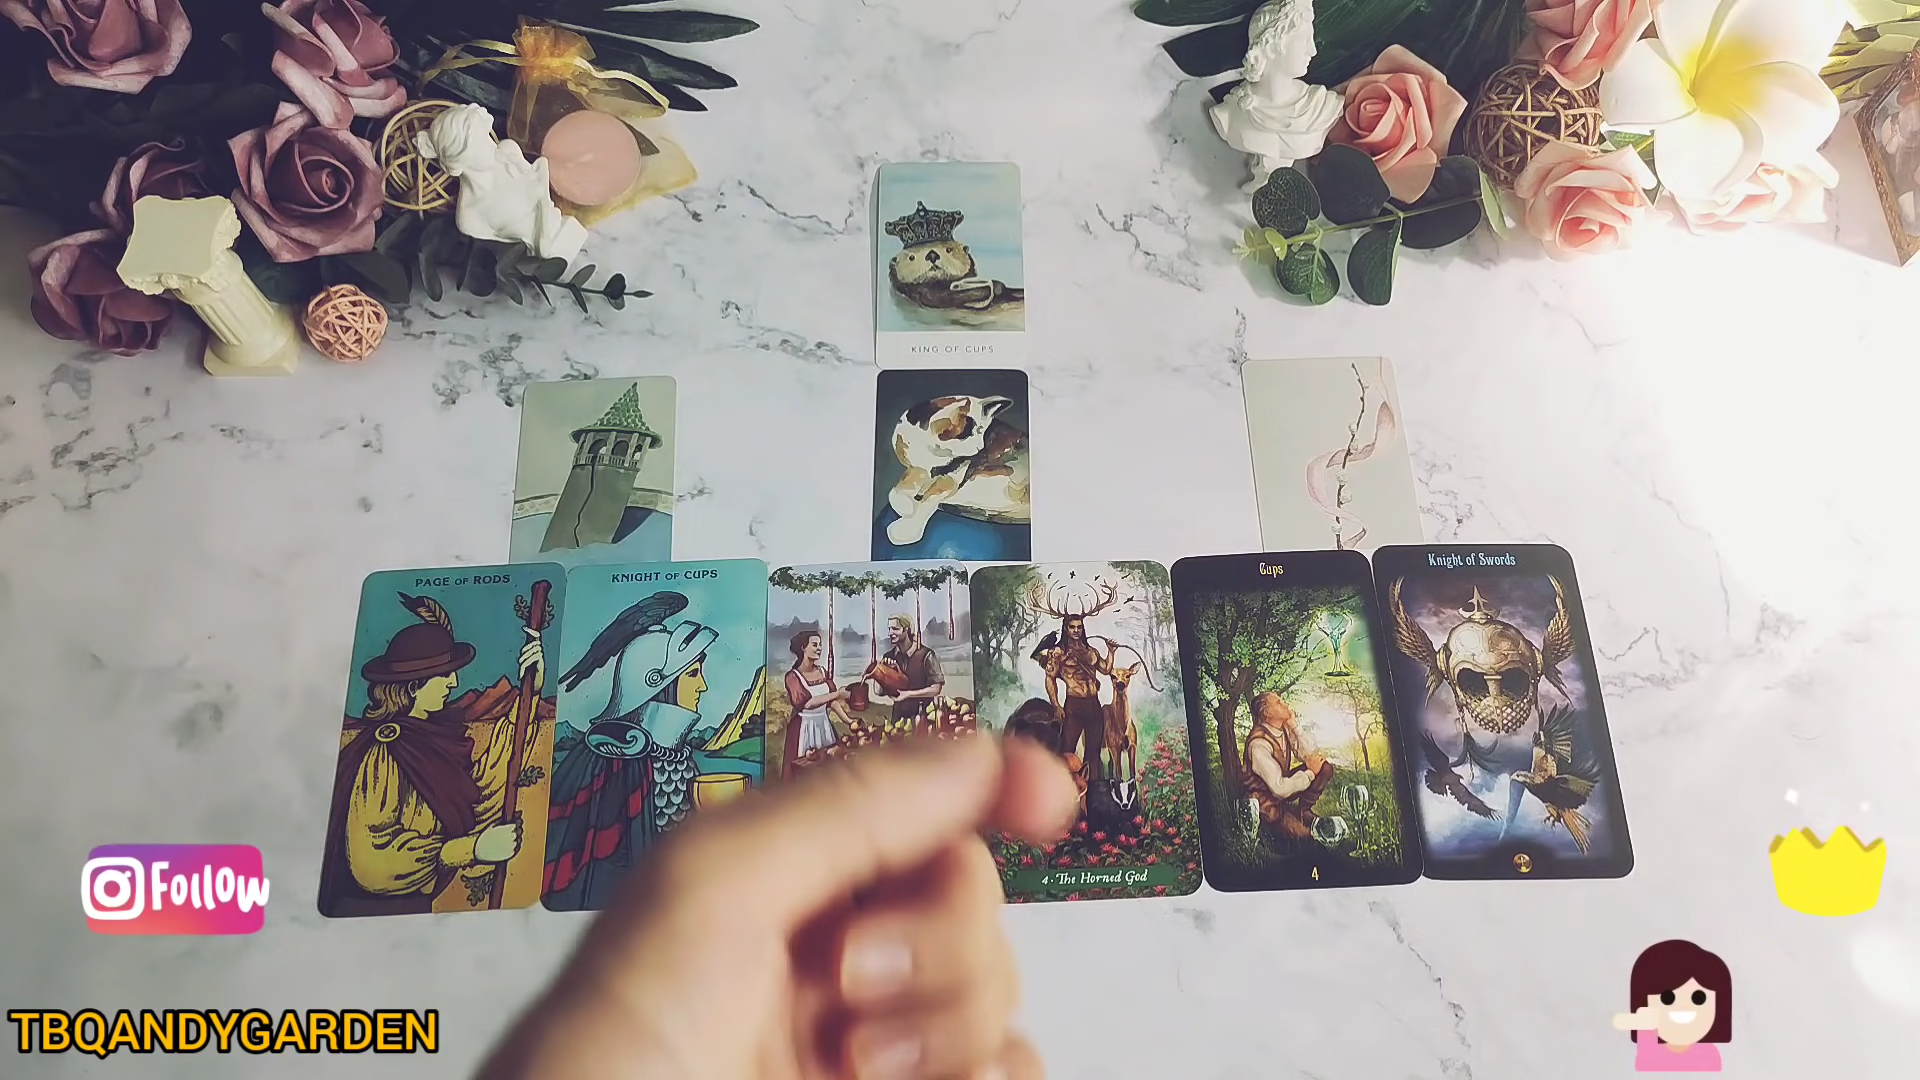 KING OF CUPS
PAGE OF RODS
KNIGHT OF CUPS
Cups
Knight of Swords
4 • The Horned God
4
Follow
TBQANDYGARDEN